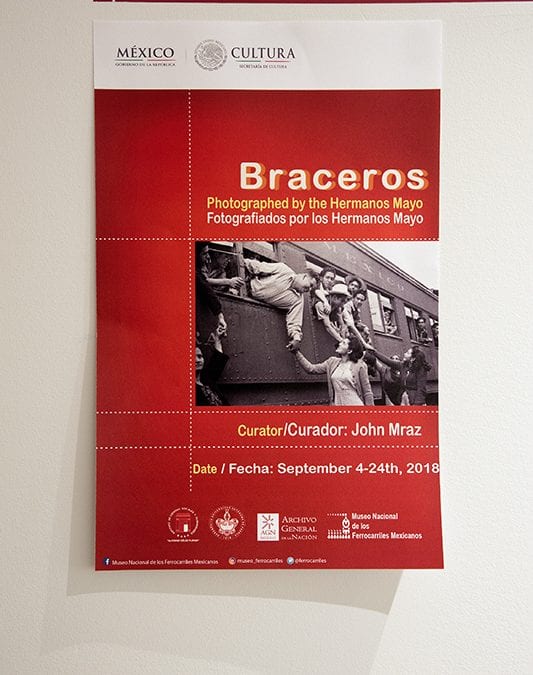 MÉXICO
GOBIERNO DE LA REPÚBLICA
CULTURA
SECRETARÍA DE CULTURA
Braceros
Photographed by the Hermanos Mayo
Fotografiados por los Hermanos Mayo
MEXICO
Curator/Curador: John Mraz
Date / Fecha: September 4-24th, 2018
AGN
ARCHIVO
GENERAL
DE LA NACIÓN
Museo Nacional
de los
Ferrocarriles Mexicanos
Museo Nacional de los Ferrocarriles Mexicanos
museo_ferrocarriles
@ferrocarriles